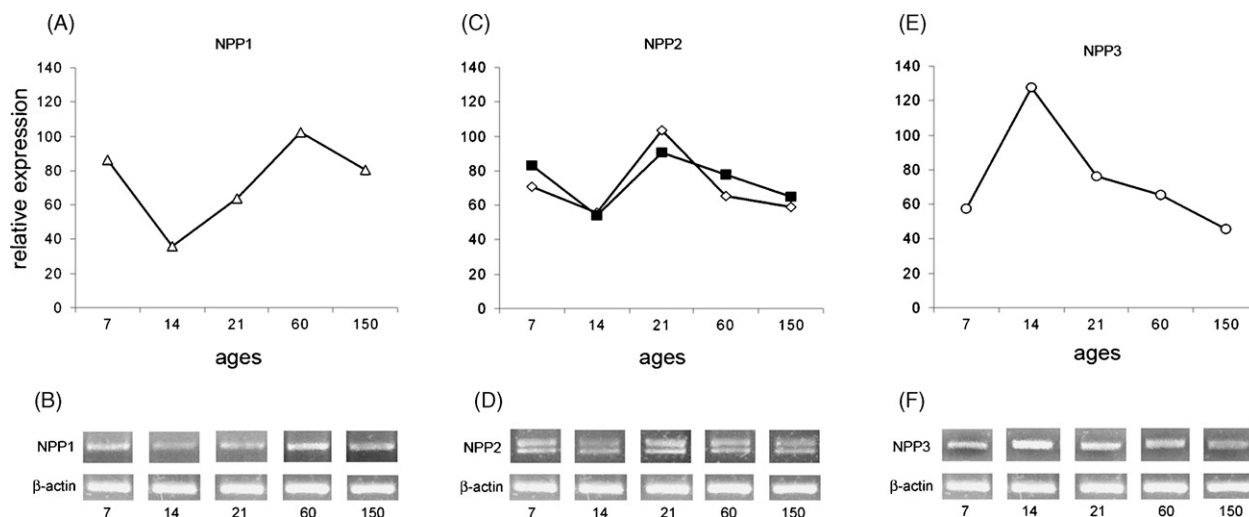 (A)
NPP1
relative expression
140
120
100
80
60
40
20
0
7 14 21 60 150
ages
(B)
NPP1
β-actin
7 14 21 60 150
(C)
NPP2
140
120
100
80
60
40
20
0
7 14 21 60 150
ages
(D)
NPP2
β-actin
7 14 21 60 150
(E)
NPP3
140
120
100
80
60
40
20
0
7 14 21 60 150
ages
(F)
NPP3
β-actin
7 14 21 60 150